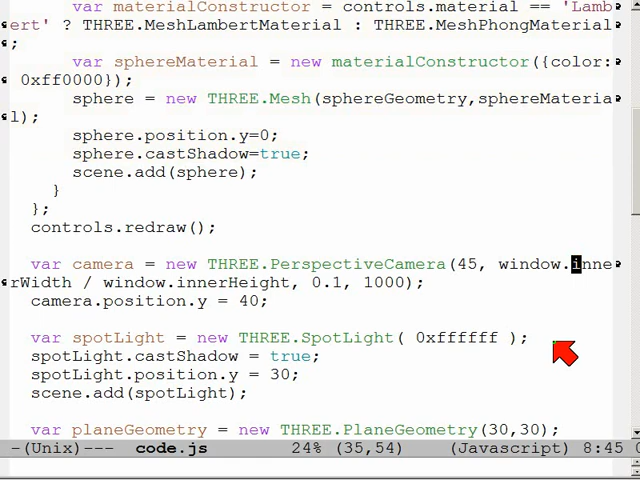 var materialConstructor = controls.material == 'Lamb
ert' ? THREE.MeshLambertMaterial : THREE.MeshPhongMaterial
;
var sphereMaterial = new materialConstructor({color:
0xff0000});
sphere = new THREE.Mesh(sphereGeometry,sphereMateria
l);
sphere.position.y=0;
sphere.castShadow=true;
scene.add(sphere);
}
};
controls.redraw();
var camera = new THREE.PerspectiveCamera(45, window.inne
rWidth / window.innerHeight, 0.1, 1000);
camera.position.y = 40;
var spotLight = new THREE.SpotLight( 0xffffff );
spotLight.castShadow = true;
spotLight.position.y = 30;
scene.add(spotLight);
var planeGeometry = new THREE.PlaneGeometry(30,30);
-(Unix)--- code.js 24% (35,54) (Javascript) 8:45